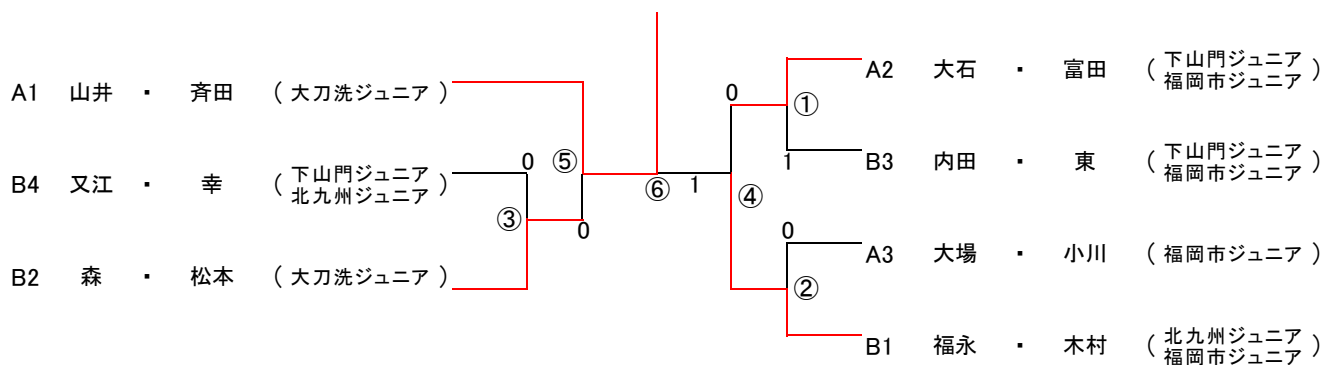 A1 山井 ・ 斉田 （ 大刀洗ジュニア ）
B4 又江 ・ 幸 （ 下山門ジュニア
北九州ジュニア ）
B2 森 ・ 松本 （ 大刀洗ジュニア ）
0
③
⑤
0
⑥
1
0
④
①
1
0
②
A2 大石 ・ 富田 （ 下山門ジュニア
福岡市ジュニア ）
B3 内田 ・ 東 （ 下山門ジュニア
福岡市ジュニア ）
A3 大場 ・ 小川 （ 福岡市ジュニア ）
B1 福永 ・ 木村 （ 北九州ジュニア
福岡市ジュニア ）